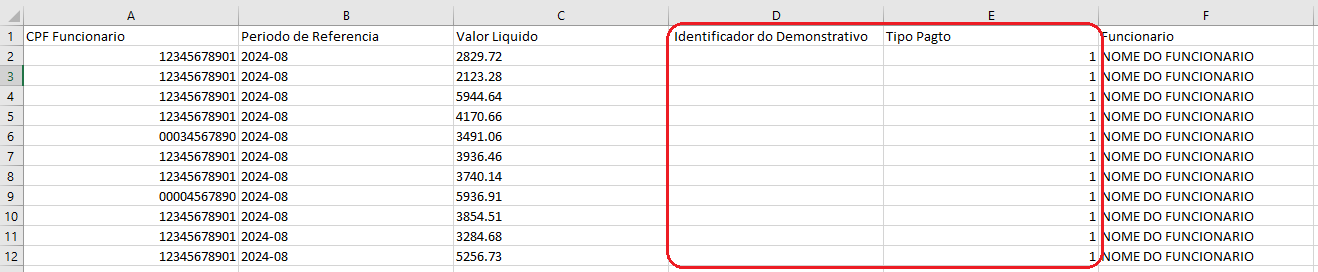 A B C D E F
1 CPF Funcionario Periodo de Referencia Valor Liquido Identificador do Demonstrativo Tipo Pagto Funcionario
2 12345678901 2024-08 2829.72 1 NOME DO FUNCIONARIO
3 12345678901 2024-08 2123.28 1 NOME DO FUNCIONARIO
4 12345678901 2024-08 5944.64 1 NOME DO FUNCIONARIO
5 12345678901 2024-08 4170.66 1 NOME DO FUNCIONARIO
6 00034567890 2024-08 3491.06 1 NOME DO FUNCIONARIO
7 12345678901 2024-08 3936.46 1 NOME DO FUNCIONARIO
8 12345678901 2024-08 3740.14 1 NOME DO FUNCIONARIO
9 00004567890 2024-08 5936.91 1 NOME DO FUNCIONARIO
10 12345678901 2024-08 3854.51 1 NOME DO FUNCIONARIO
11 12345678901 2024-08 3284.68 1 NOME DO FUNCIONARIO
12 12345678901 2024-08 5256.73 1 NOME DO FUNCIONARIO